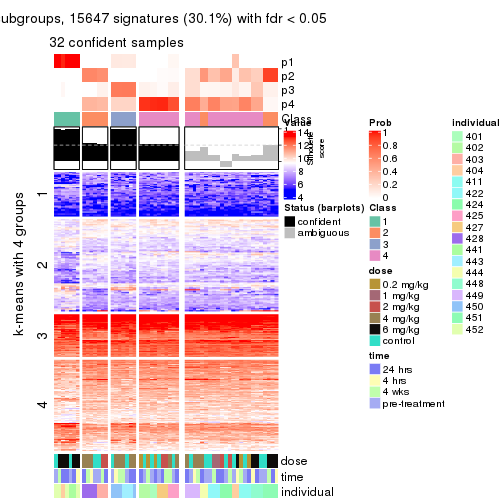 ubgroups, 15647 signatures (30.1%) with fdr < 0.05
32 confident samples
p1
p2
p3
p4
Class
Silhouette
score
k-means with 4 groups
1
2
3
4
dose
time
individual
Value
14
12
10
8
6
4
Status (barplots)
confident
ambiguous
Prob
1
0.8
0.6
0.4
0.2
0
Class
1
2
3
4
dose
0.2 mg/kg
1 mg/kg
2 mg/kg
4 mg/kg
6 mg/kg
control
time
24 hrs
4 hrs
4 wks
pre-treatment
individual
401
402
403
404
411
422
424
425
427
428
441
443
444
448
449
450
451
452